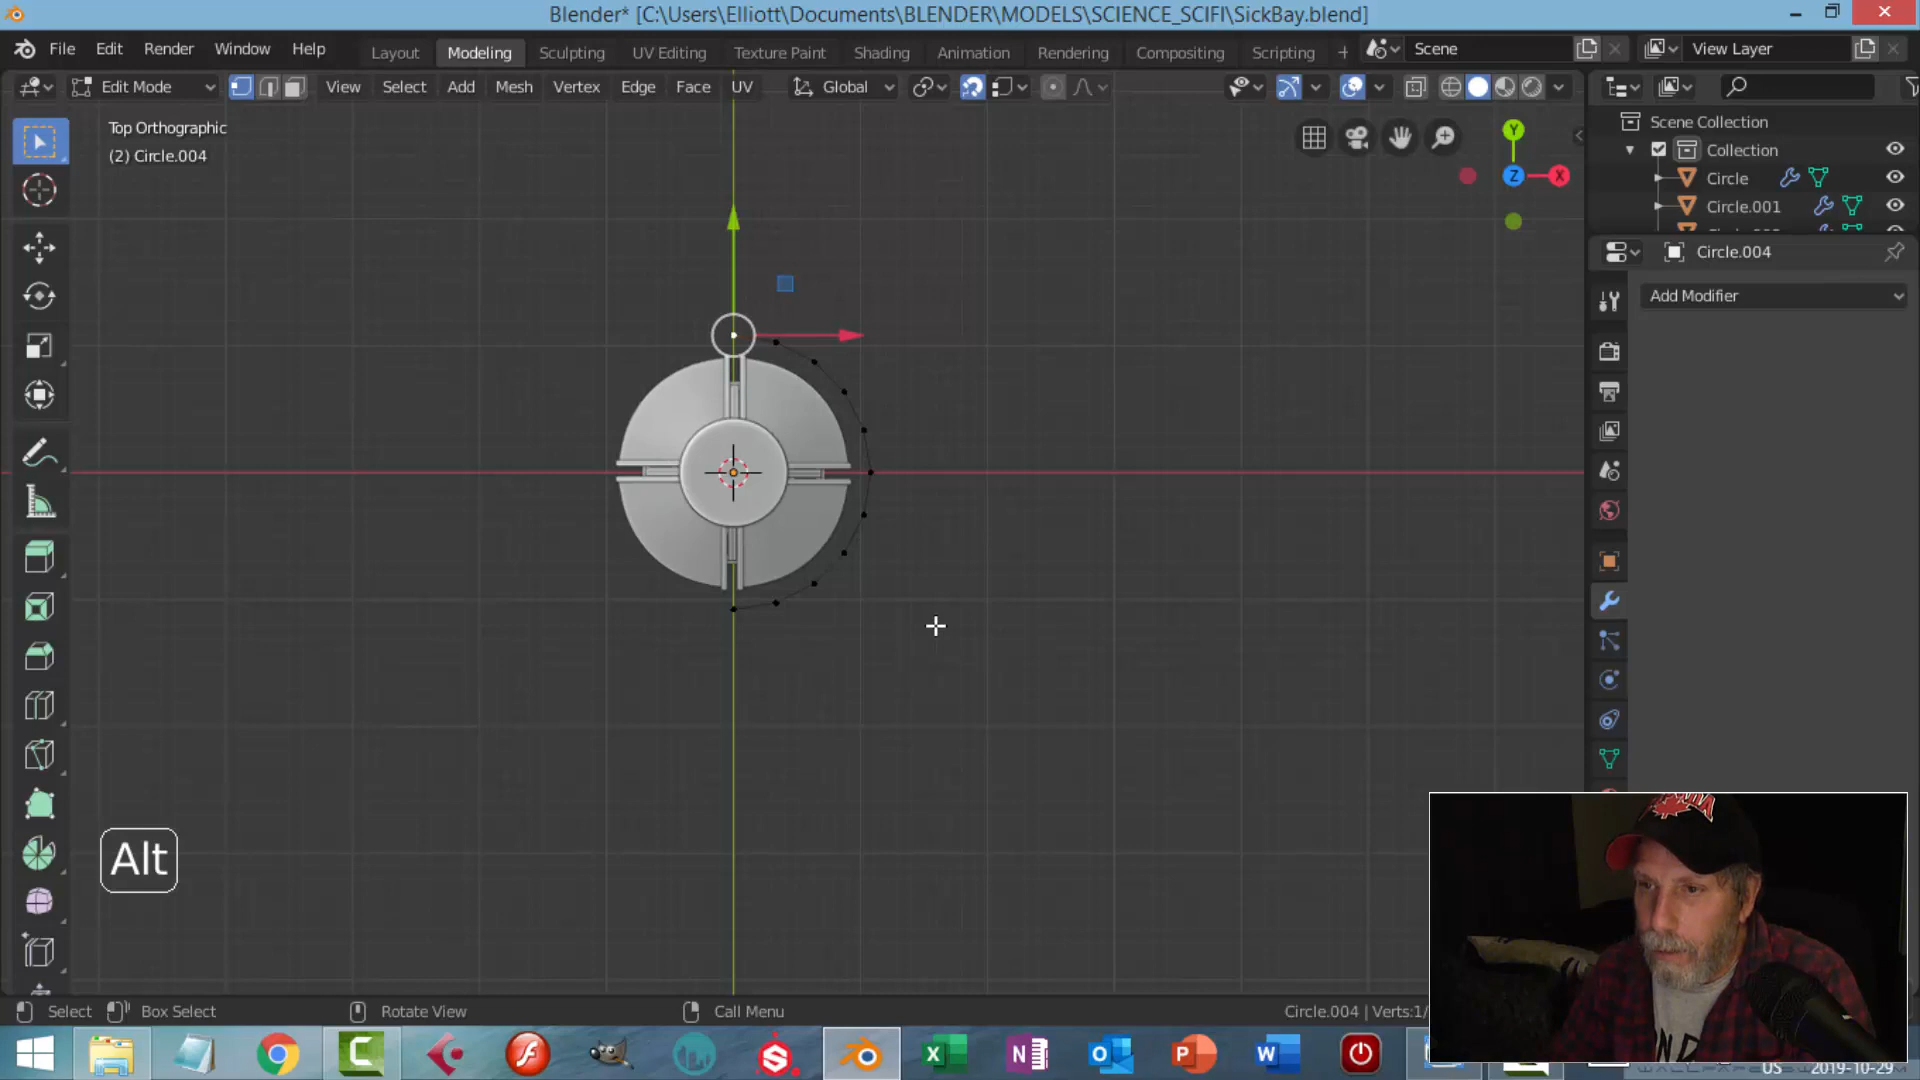 Blender* [C:\Users\Elliott\Documents\BLENDER\MODELS\SCIENCE_SCIFI\SickBay.blend]
File Edit Render Window Help Layout Modeling Sculpting UV Editing Texture Paint Shading Animation Rendering Compositing Scripting + Scene View Layer
Edit Mode View Select Add Mesh Vertex Edge Face UV Global
Top Orthographic
(2) Circle.004
Y
Z X
Scene Collection
Collection
Circle
Circle.001
Circle.004
Add Modifier
Alt
Select Box Select Rotate View Call Menu Circle.004 | Verts:1/
US 2019-10-29